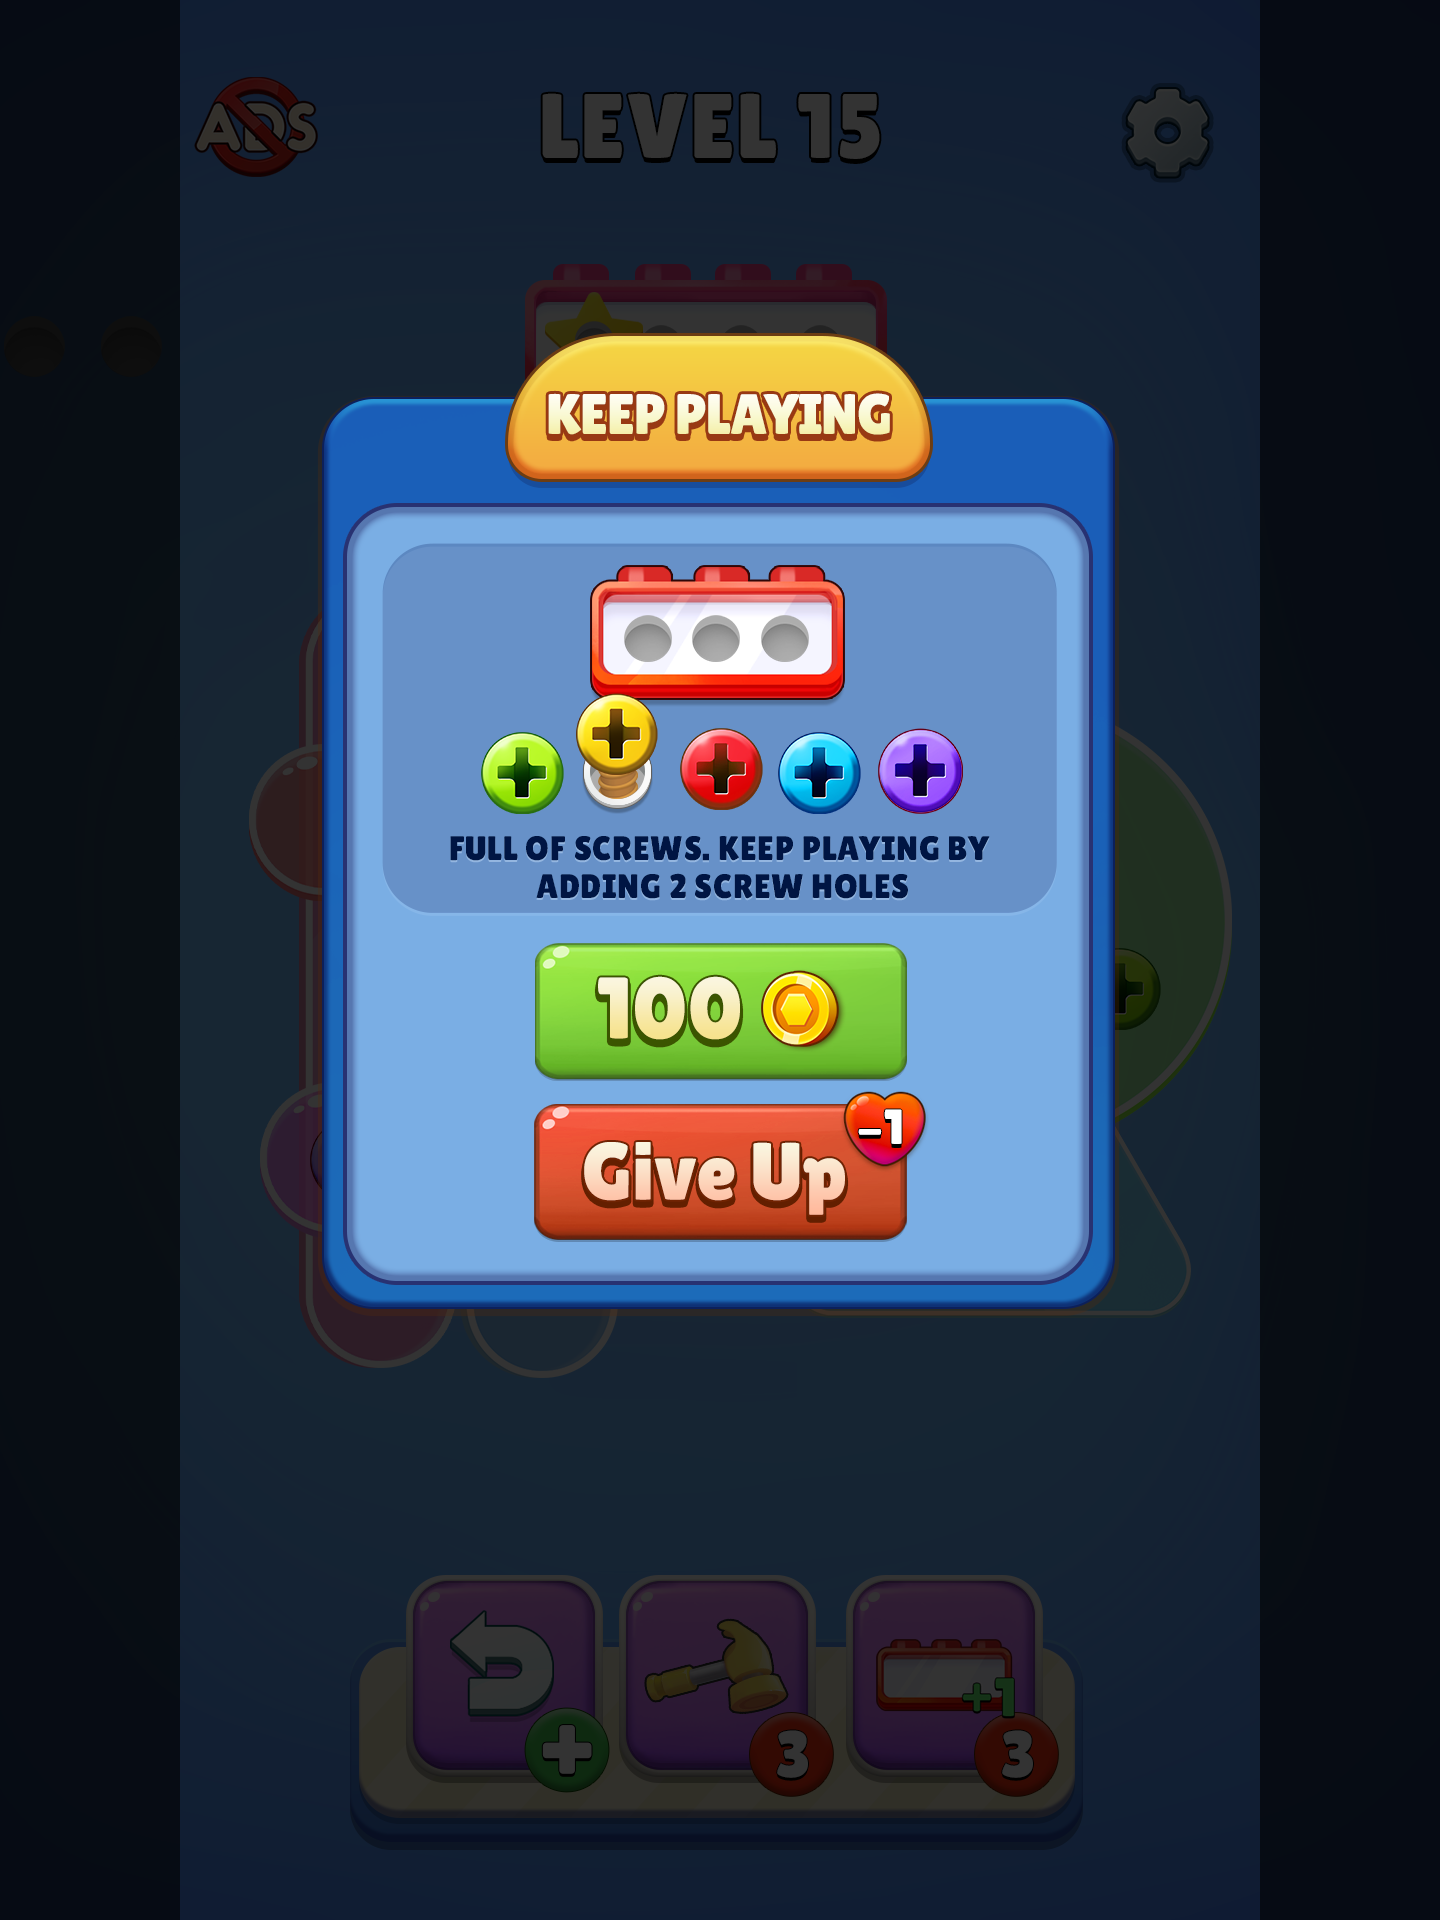 ADS
LEVEL 15
KEEP PLAYING
FULL OF SCREWS. KEEP PLAYING BY
ADDING 2 SCREW HOLES
100
-1
Give Up
+1
3
3